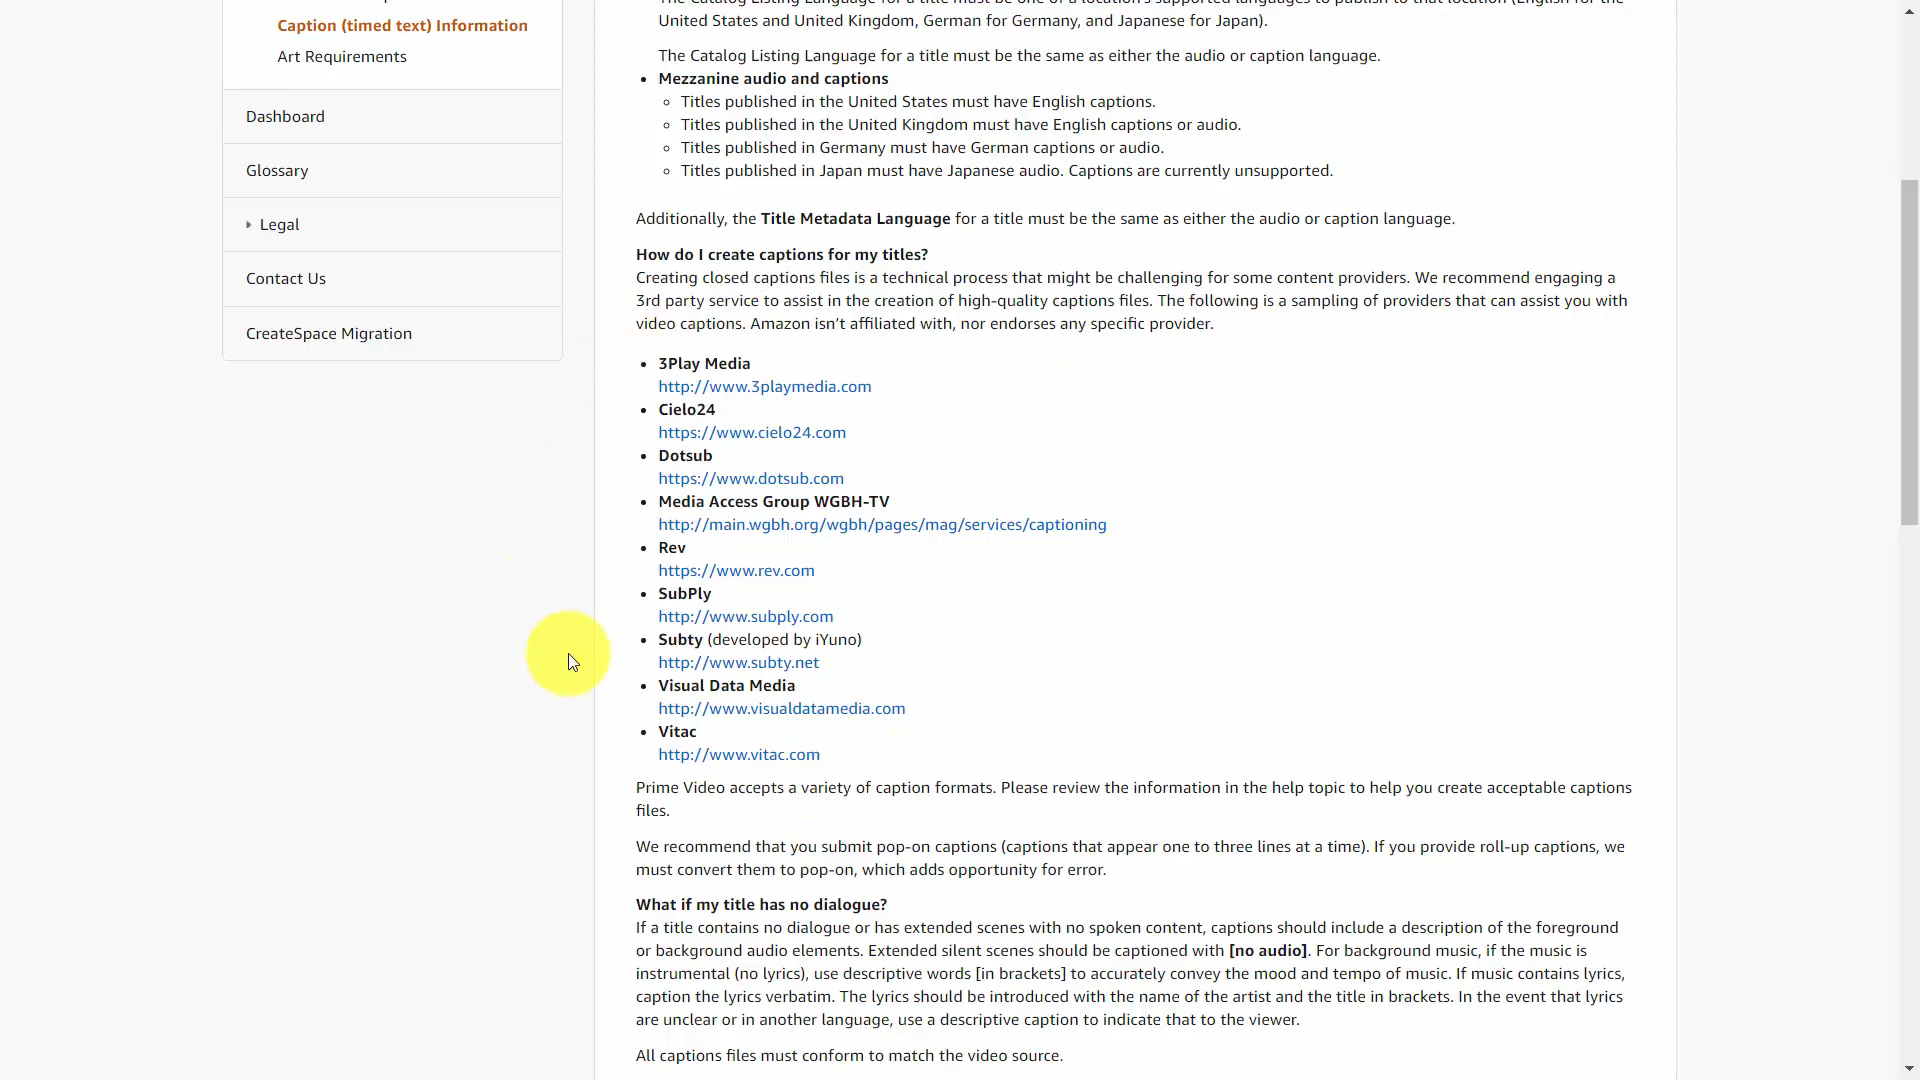 Caption (timed text) Information
Art Requirements
Dashboard
Glossary
Legal
Contact Us
CreateSpace Migration
United States and United Kingdom, German for Germany, and Japanese for Japan).
The Catalog Listing Language for a title must be the same as either the audio or caption language.
Mezzanine audio and captions
Titles published in the United States must have English captions.
Titles published in the United Kingdom must have English captions or audio.
Titles published in Germany must have German captions or audio.
Titles published in Japan must have Japanese audio. Captions are currently unsupported.
Additionally, the Title Metadata Language for a title must be the same as either the audio or caption language.
How do I create captions for my titles?
Creating closed captions files is a technical process that might be challenging for some content providers. We recommend engaging a
3rd party service to assist in the creation of high-quality captions files. The following is a sampling of providers that can assist you with
video captions. Amazon isn’t affiliated with, nor endorses any specific provider.
3Play Media
http://www.3playmedia.com
Cielo24
https://www.cielo24.com
Dotsub
https://www.dotsub.com
Media Access Group WGBH-TV
http://main.wgbh.org/wgbh/pages/mag/services/captioning
Rev
https://www.rev.com
SubPly
http://www.subply.com
Subty (developed by iYuno)
http://www.subty.net
Visual Data Media
http://www.visualdatamedia.com
Vitac
http://www.vitac.com
Prime Video accepts a variety of caption formats. Please review the information in the help topic to help you create acceptable captions
files.
We recommend that you submit pop-on captions (captions that appear one to three lines at a time). If you provide roll-up captions, we
must convert them to pop-on, which adds opportunity for error.
What if my title has no dialogue?
If a title contains no dialogue or has extended scenes with no spoken content, captions should include a description of the foreground
or background audio elements. Extended silent scenes should be captioned with [no audio]. For background music, if the music is
instrumental (no lyrics), use descriptive words [in brackets] to accurately convey the mood and tempo of music. If music contains lyrics,
caption the lyrics verbatim. The lyrics should be introduced with the name of the artist and the title in brackets. In the event that lyrics
are unclear or in another language, use a descriptive caption to indicate that to the viewer.
All captions files must conform to match the video source.